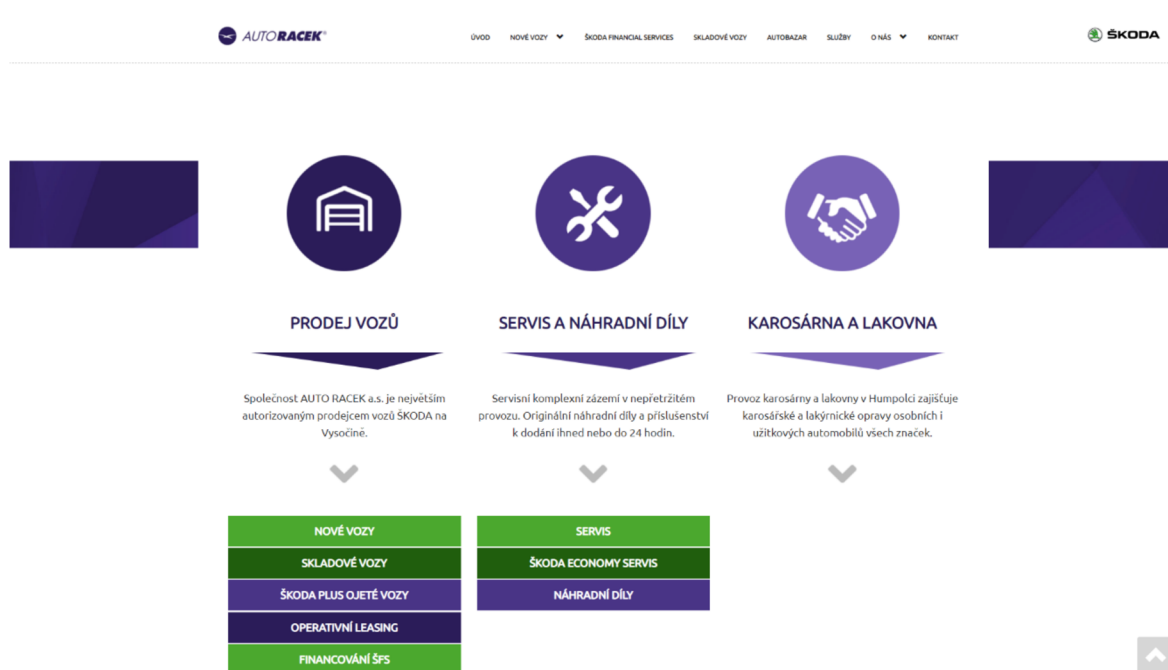 AUTORACEK®
ÚVOD NOVÉ VOZY ŠKODA FINANCIAL SERVICES SKLADOVÉ VOZY AUTOBAZAR SLUŽBY O NÁS KONTAKT
ŠKODA
PRODEJ VOZŮ
Společnost AUTO RACEK a.s. je největším
autorizovaným prodejcem vozů ŠKODA na
Vysočině.
NOVÉ VOZY
SKLADOVÉ VOZY
ŠKODA PLUS OJETÉ VOZY
OPERATIVNÍ LEASING
FINANCOVÁNÍ ŠFS
SERVIS A NÁHRADNÍ DÍLY
Servisní komplexní zázemí v nepřetržitém
provozu. Originální náhradní díly a příslušenství
k dodání ihned nebo do 24 hodin.
SERVIS
ŠKODA ECONOMY SERVIS
NÁHRADNÍ DÍLY
KAROSÁRNA A LAKOVNA
Provoz karosárny a lakovny v Humpolci zajišťuje
karosářské a lakýrnické opravy osobních i
užitkových automobilů všech značek.